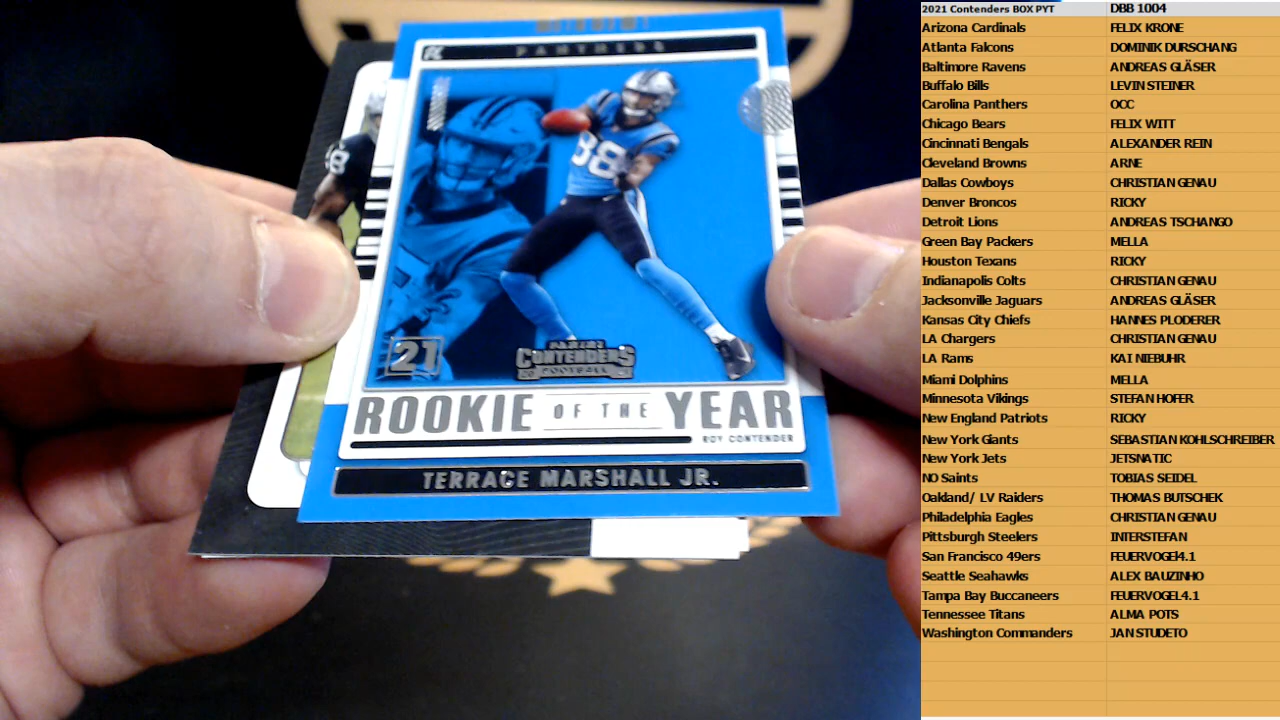 PANTHERS
88
21
PANINI
CONTENDERS
20 FOOTBALL 21
ROOKIE OF THE YEAR
ROY CONTENDER
TERRACE MARSHALL JR.
2021 Contenders BOX PYT DBB 1004
Arizona Cardinals FELIX KRONE
Atlanta Falcons DOMINIK DURSCHANG
Baltimore Ravens ANDREAS GLÄSER
Buffalo Bills LEVIN STEINER
Carolina Panthers OCC
Chicago Bears FELIX WITT
Cincinnati Bengals ALEXANDER REIN
Cleveland Browns ARNE
Dallas Cowboys CHRISTIAN GENAU
Denver Broncos RICKY
Detroit Lions ANDREAS TSCHANGO
Green Bay Packers MELLA
Houston Texans RICKY
Indianapolis Colts CHRISTIAN GENAU
Jacksonville Jaguars ANDREAS GLÄSER
Kansas City Chiefs HANNES PLODERER
LA Chargers CHRISTIAN GENAU
LA Rams KAI NIEBUHR
Miami Dolphins MELLA
Minnesota Vikings STEFAN HOFER
New England Patriots RICKY
New York Giants SEBASTIAN KOHLSCHREIBER
New York Jets JETSNATIC
NO Saints TOBIAS SEIDEL
Oakland/ LV Raiders THOMAS BUTSCHEK
Philadelphia Eagles CHRISTIAN GENAU
Pittsburgh Steelers INTERSTEFAN
San Francisco 49ers FEUERVOGEl4.1
Seattle Seahawks ALEX BAUZINHO
Tampa Bay Buccaneers FEUERVOGEL4.1
Tennessee Titans ALMA POTS
Washington Commanders JAN STUDETO